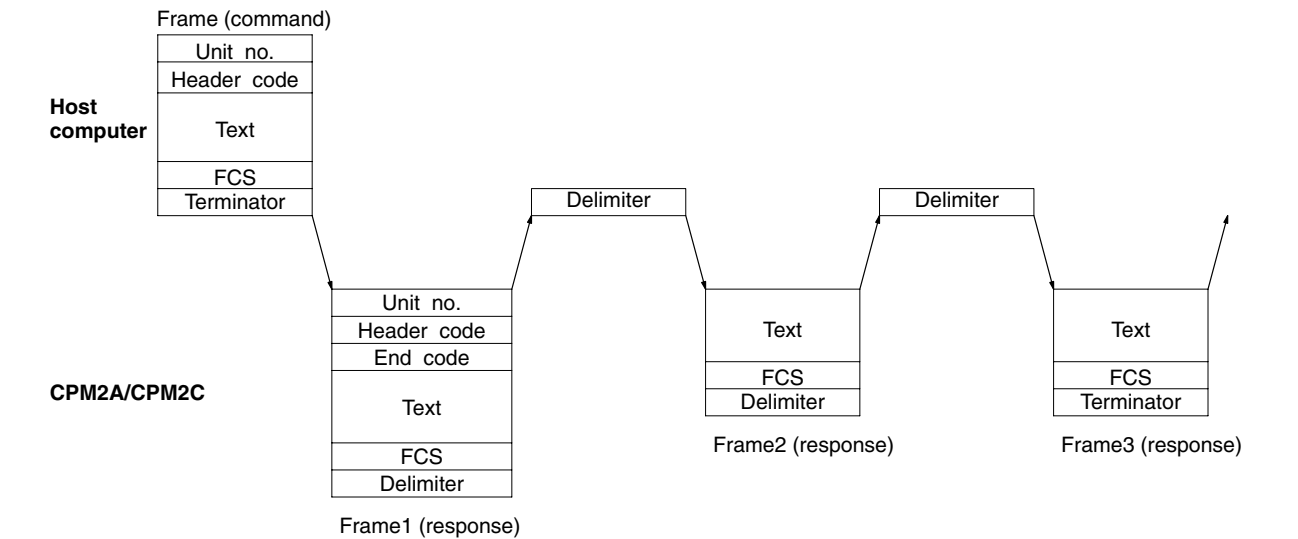 Frame (command)
Unit no.
Header code
Host
computer
Text
FCS
Terminator
Delimiter
Delimiter
CPM2A/CPM2C
Unit no.
Header code
End code
Text
FCS
Delimiter
Frame1 (response)
Text
FCS
Delimiter
Frame2 (response)
Text
FCS
Terminator
Frame3 (response)